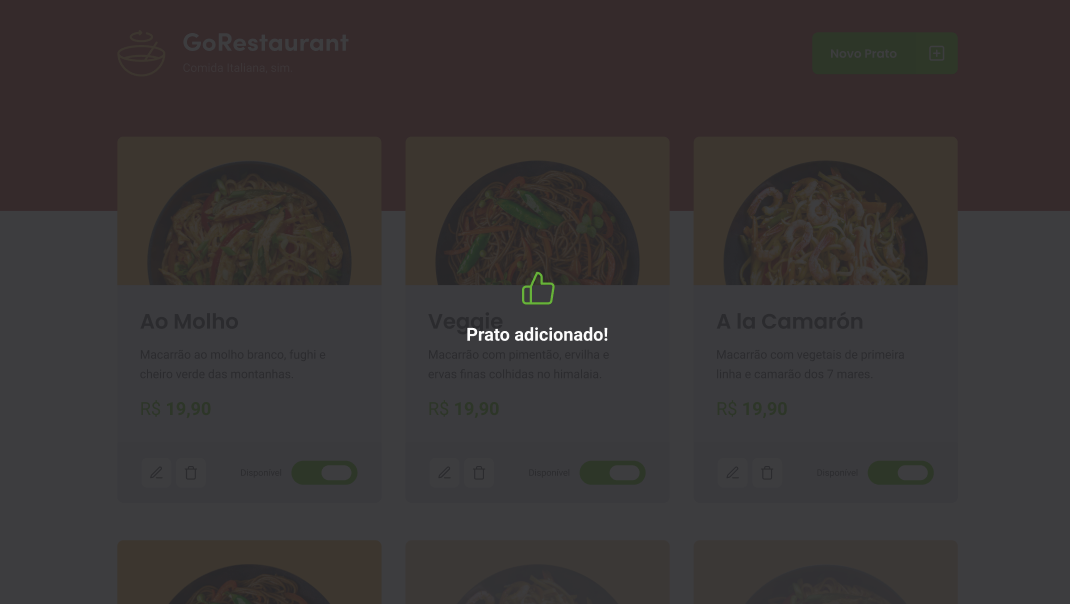 GoRestaurant
Comida Italiana, sim.
Novo Prato
Ao Molho
Macarrão ao molho branco, fughi e
cheiro verde das montanhas.
R$ 19,90
Disponível
Veggie
Macarrão com pimentão, ervilha e
ervas finas colhidas no himalaia.
R$ 19,90
Disponível
A la Camarón
Macarrão com vegetais de primeira
linha e camarão dos 7 mares.
R$ 19,90
Disponível
Prato adicionado!